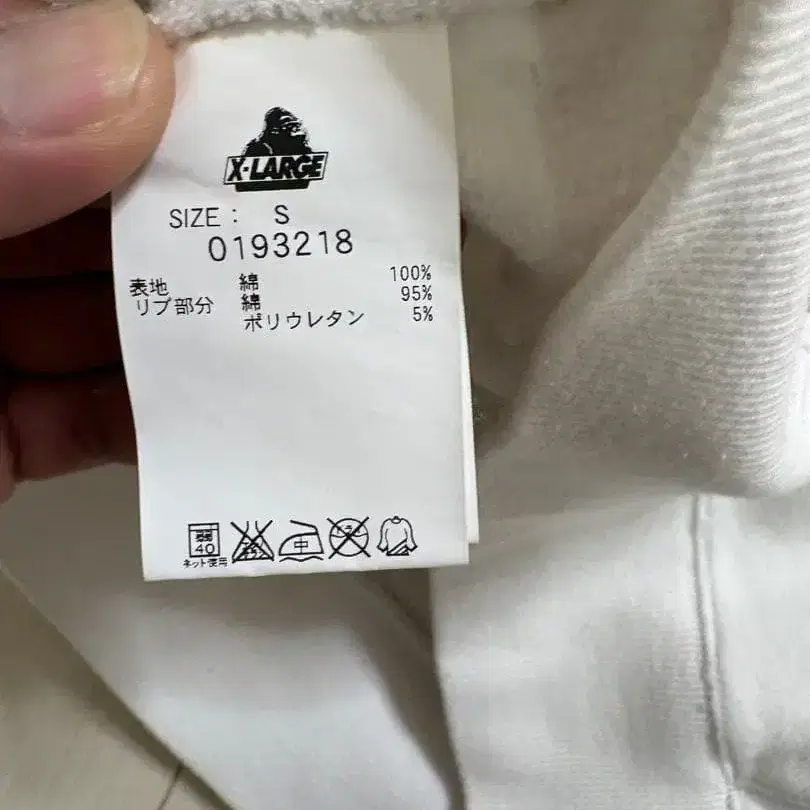 X-LARGE
SIZE : S
0193218
表地 綿 100%
リブ部分 綿 95%
ポリウレタン 5%
40
中
ネット使用